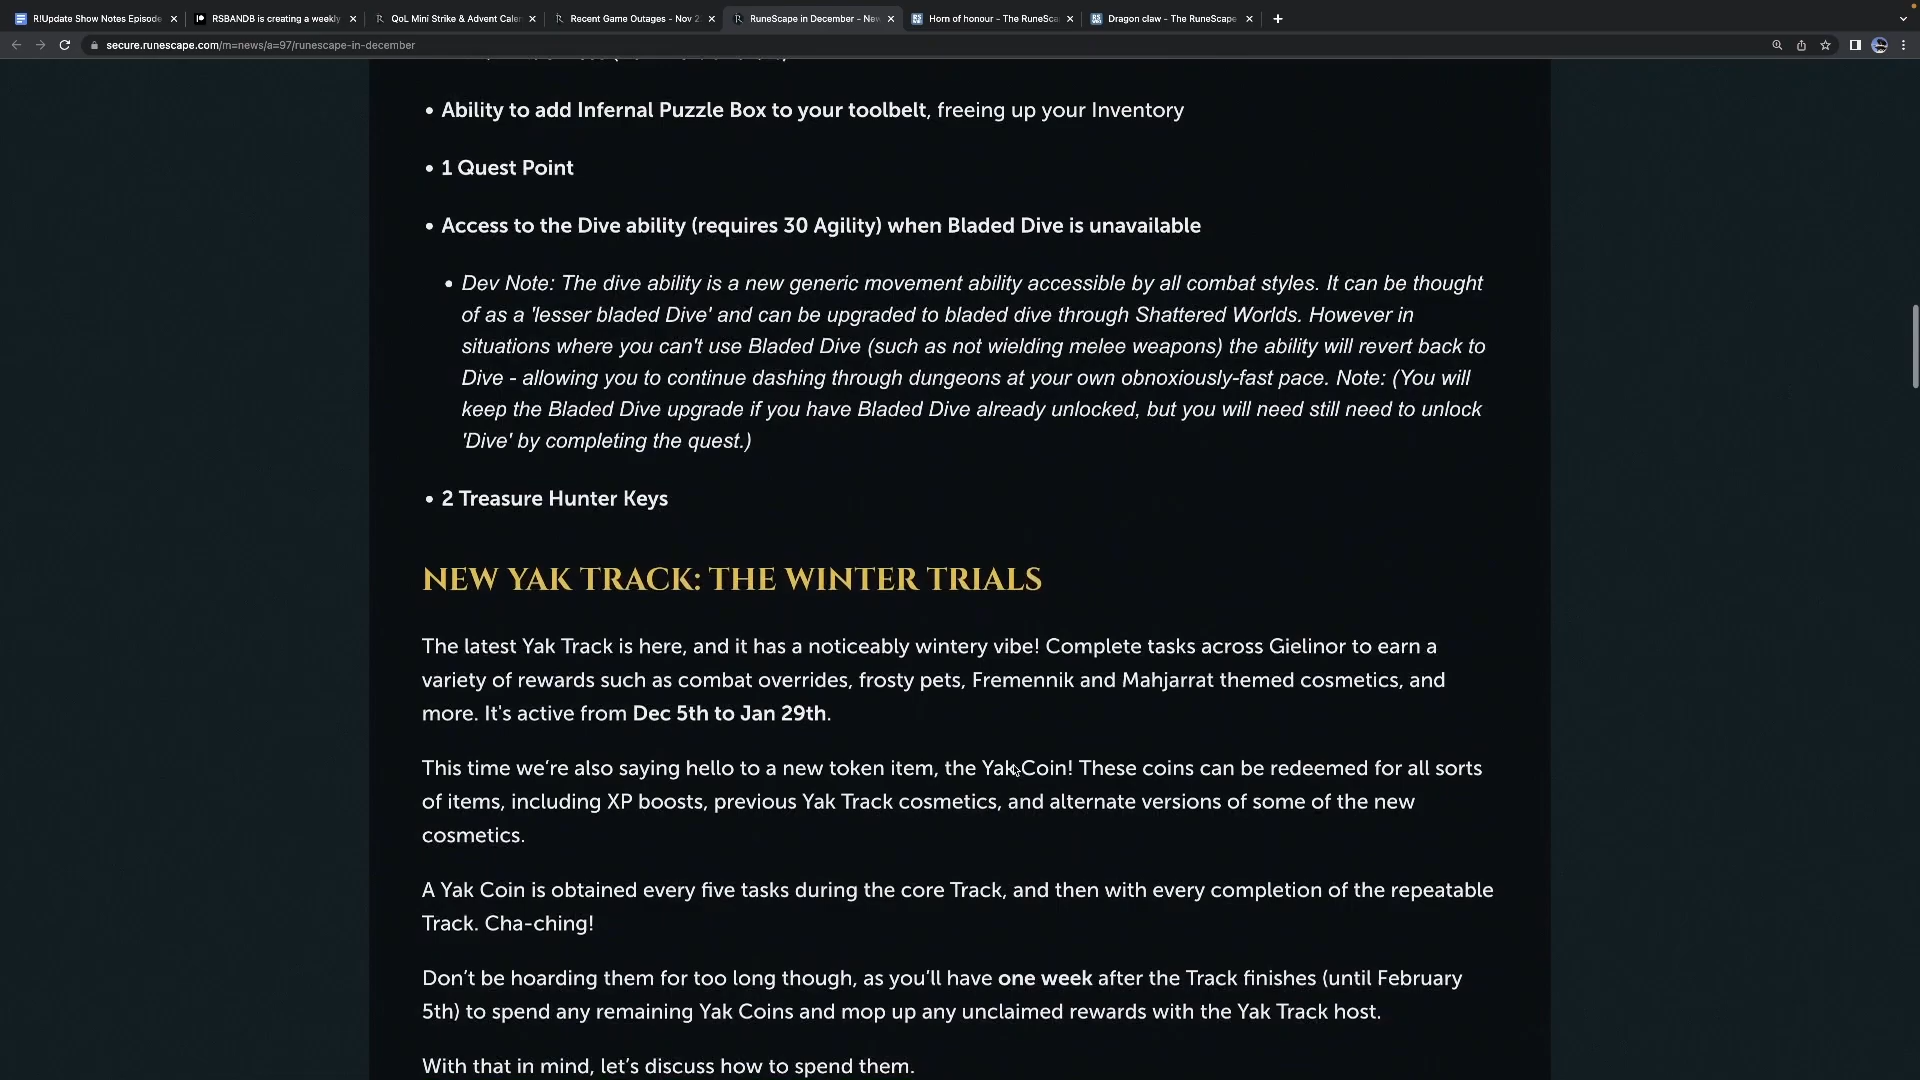 R!Update Show Notes Episode
RSBANDB is creating a weekly
QoL Mini Strike & Advent Cale
Recent Game Outages - Nov 2
RuneScape in December - New
Horn of honour - The RuneSca
Dragon claw - The RuneScape
secure.runescape.com/m=news/a=97/runescape-in-december
• Ability to add Infernal Puzzle Box to your toolbelt, freeing up your Inventory
• 1 Quest Point
• Access to the Dive ability (requires 30 Agility) when Bladed Dive is unavailable
• Dev Note: The dive ability is a new generic movement ability accessible by all combat styles. It can be thought
of as a 'lesser bladed Dive' and can be upgraded to bladed dive through Shattered Worlds. However in
situations where you can't use Bladed Dive (such as not wielding melee weapons) the ability will revert back to
Dive - allowing you to continue dashing through dungeons at your own obnoxiously-fast pace. Note: (You will
keep the Bladed Dive upgrade if you have Bladed Dive already unlocked, but you will need still need to unlock
'Dive' by completing the quest.)
• 2 Treasure Hunter Keys
NEW YAK TRACK: THE WINTER TRIALS
The latest Yak Track is here, and it has a noticeably wintery vibe! Complete tasks across Gielinor to earn a
variety of rewards such as combat overrides, frosty pets, Fremennik and Mahjarrat themed cosmetics, and
more. It's active from Dec 5th to Jan 29th.
This time we're also saying hello to a new token item, the Yak Coin! These coins can be redeemed for all sorts
of items, including XP boosts, previous Yak Track cosmetics, and alternate versions of some of the new
cosmetics.
A Yak Coin is obtained every five tasks during the core Track, and then with every completion of the repeatable
Track. Cha-ching!
Don't be hoarding them for too long though, as you'll have one week after the Track finishes (until February
5th) to spend any remaining Yak Coins and mop up any unclaimed rewards with the Yak Track host.
With that in mind, let's discuss how to spend them.